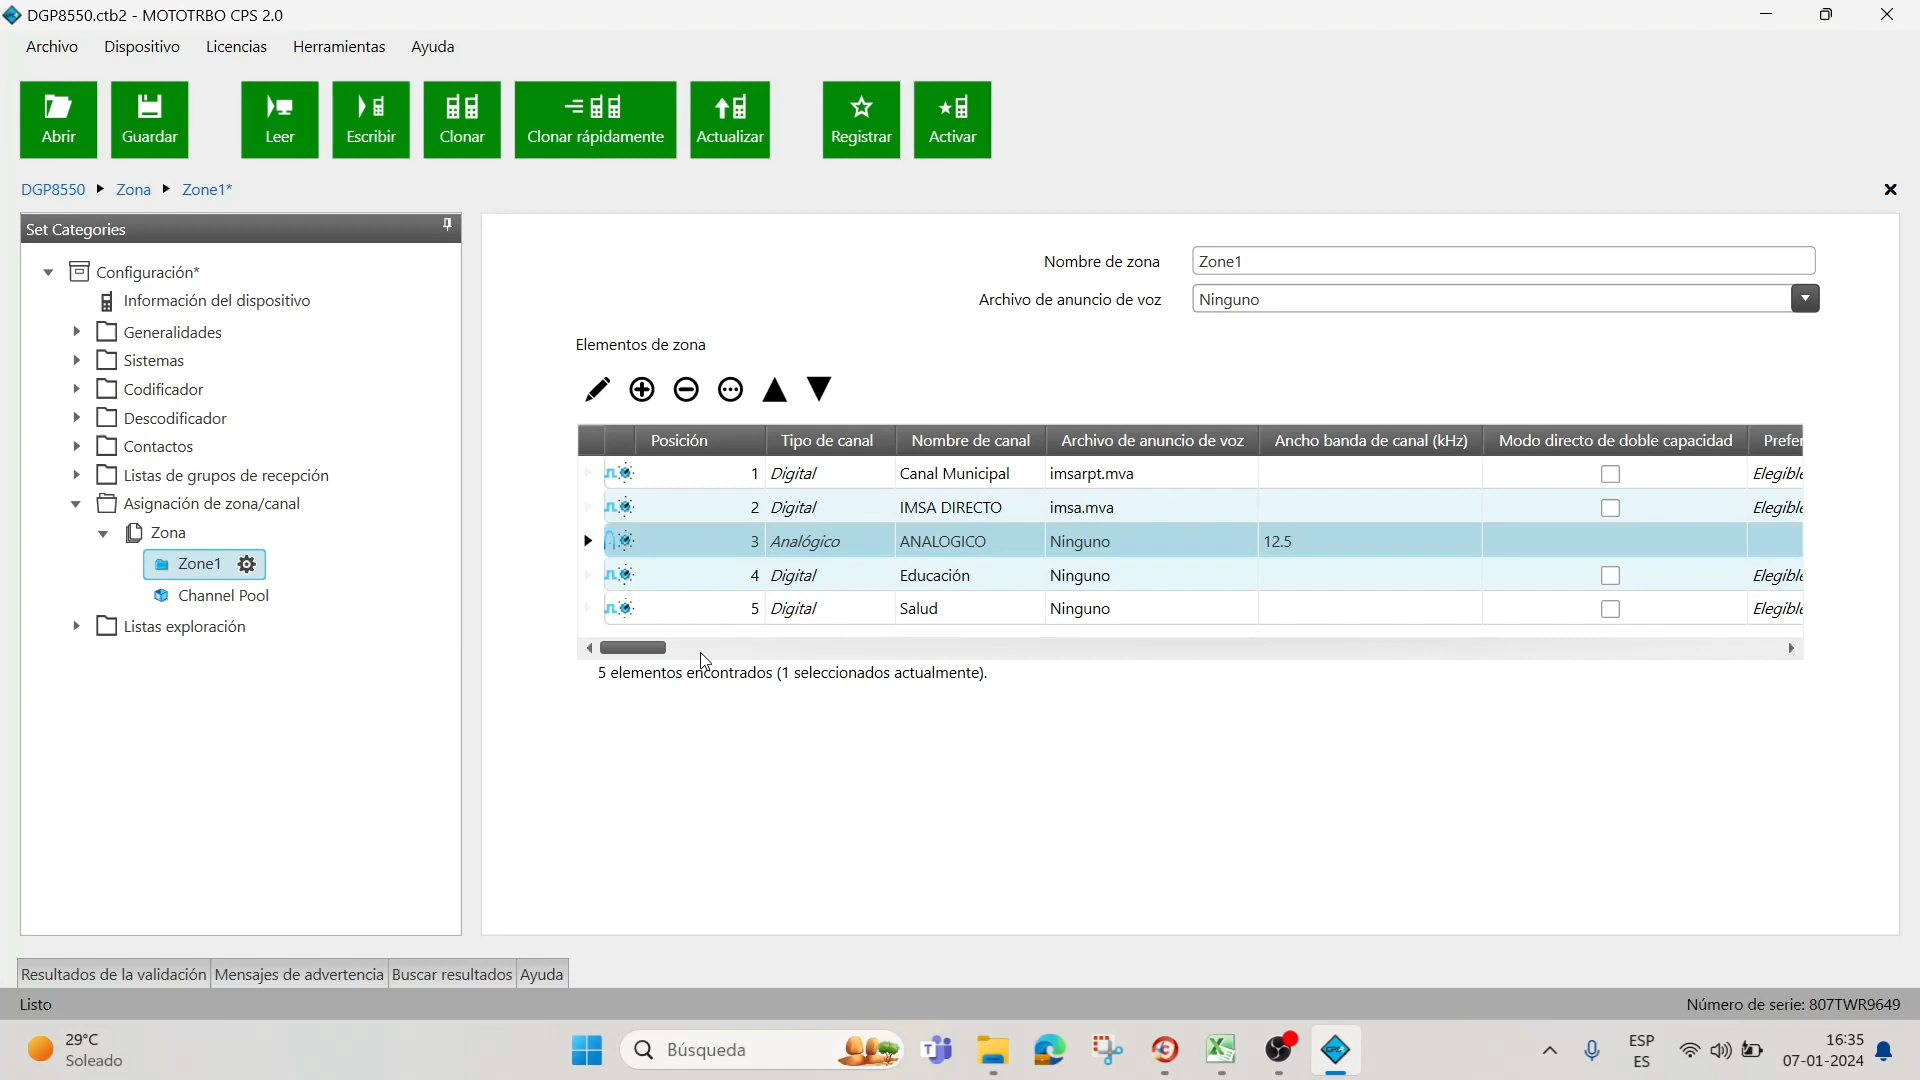 DGP8550.ctb2 - MOTOTRBO CPS 2.0
Archivo Dispositivo Licencias Herramientas Ayuda
Abrir Guardar Leer Escribir Clonar Clonar rápidamente Actualizar Registrar Activar
DGP8550 Zona Zone1*
Set Categories
Configuración*
Información del dispositivo
Generalidades
Sistemas
Codificador
Descodificador
Contactos
Listas de grupos de recepción
Asignación de zona/canal
Zona
Zone1
Channel Pool
Listas exploración
Nombre de zona Zone1
Archivo de anuncio de voz Ninguno
Elementos de zona
Posición Tipo de canal Nombre de canal Archivo de anuncio de voz Ancho banda de canal (kHz) Modo directo de doble capacidad Prefer
1 Digital Canal Municipal imsarpt.mva Elegible
2 Digital IMSA DIRECTO imsa.mva Elegible
3 Analógico ANALOGICO Ninguno 12.5
4 Digital Educación Ninguno Elegible
5 Digital Salud Ninguno Elegible
5 elementos encontrados (1 seleccionados actualmente).
Resultados de la validación Mensajes de advertencia Buscar resultados Ayuda
Listo Número de serie: 807TWR9649
29°C
Soleado
Búsqueda
ESP
ES
16:35
07-01-2024